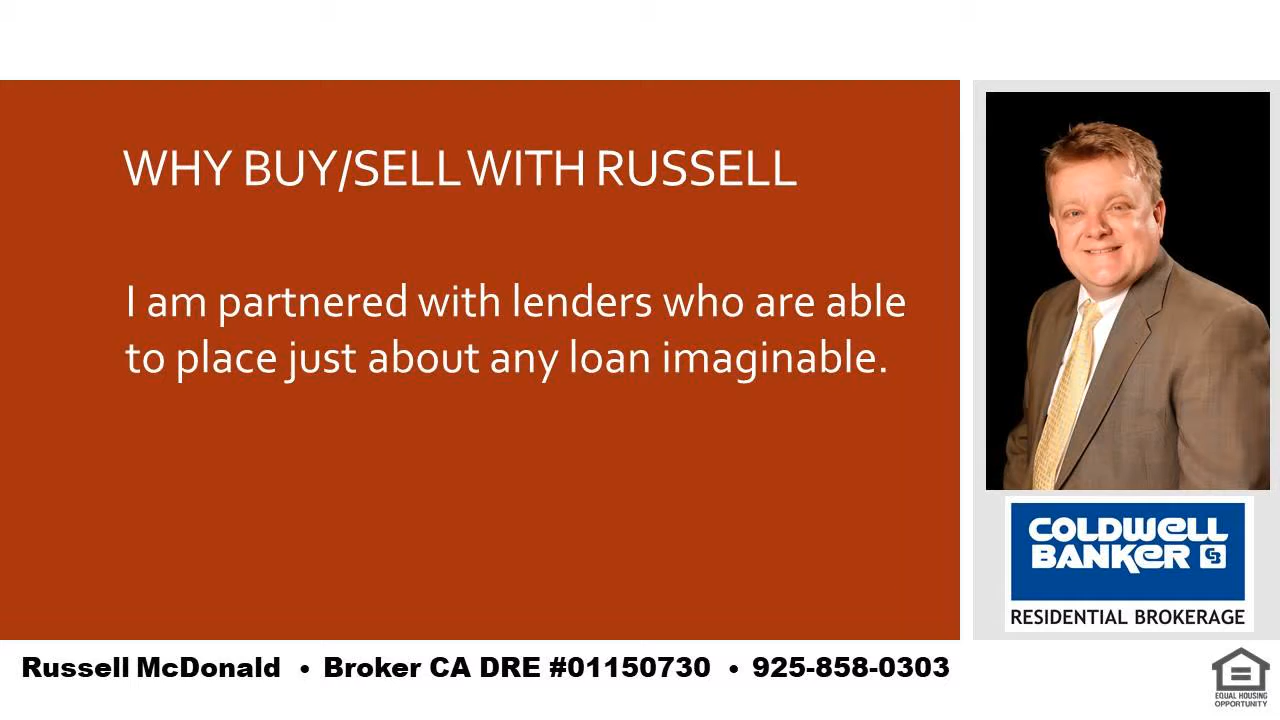 WHY BUY/SELL WITH RUSSELL
I am partnered with lenders who are able
to place just about any loan imaginable.
COLDWELL
BANKER CB
RESIDENTIAL BROKERAGE
Russell McDonald • Broker CA DRE #01150730 • 925-858-0303
EQUAL HOUSING
OPPORTUNITY